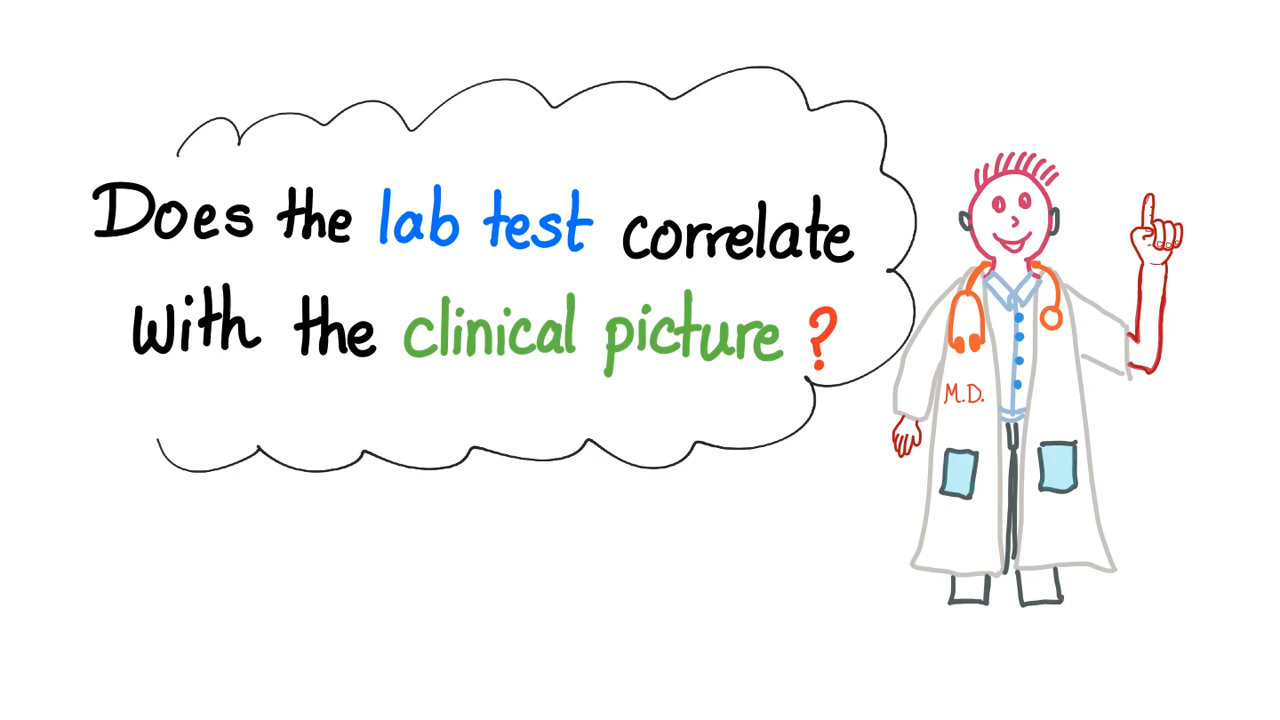 Does the lab test correlate
with the clinical picture ?
M.D.